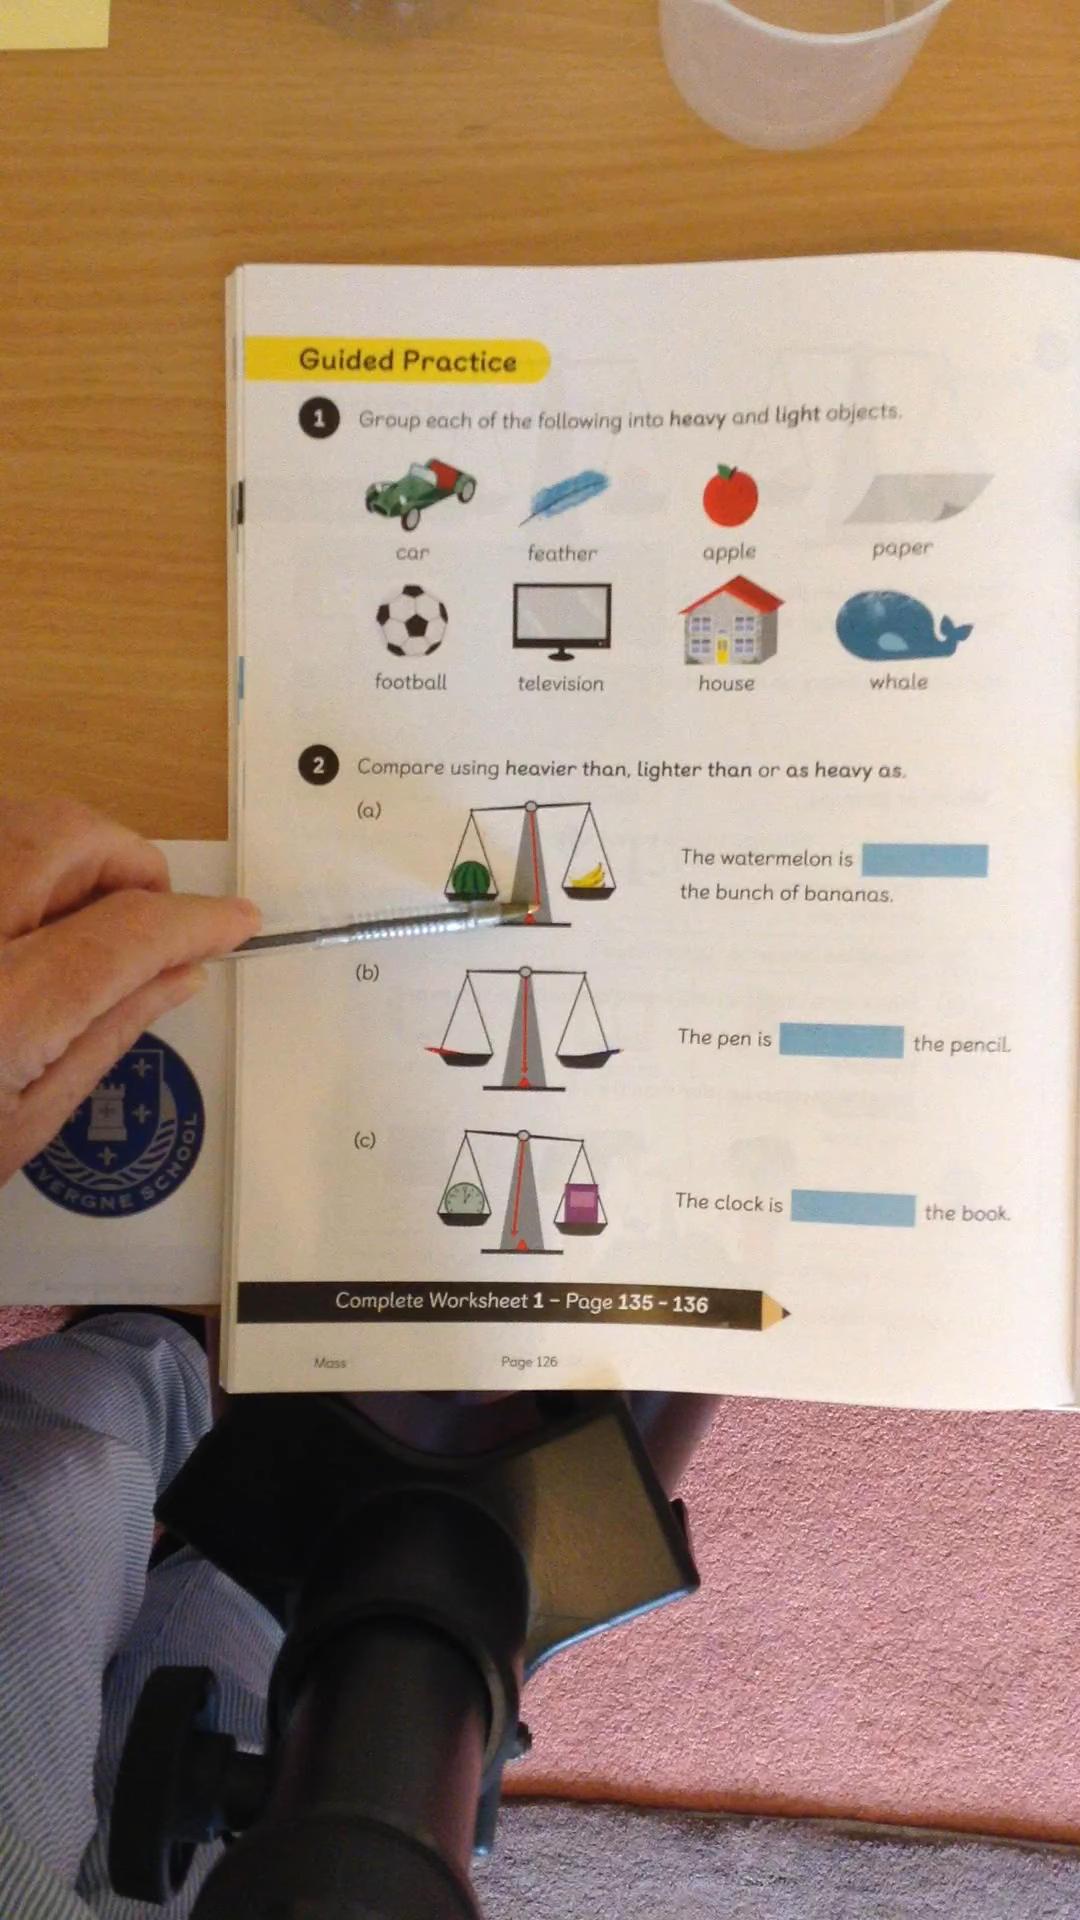 Guided Practice
1 Group each of the following into heavy and light objects.
car feather apple paper
football television house whale
2 Compare using heavier than, lighter than or as heavy as.
(a)
The watermelon is
the bunch of bananas.
(b)
The pen is the pencil.
(c)
The clock is the book.
Complete Worksheet 1 – Page 135 - 136
Mass Page 126
VERGNE SCHOOL